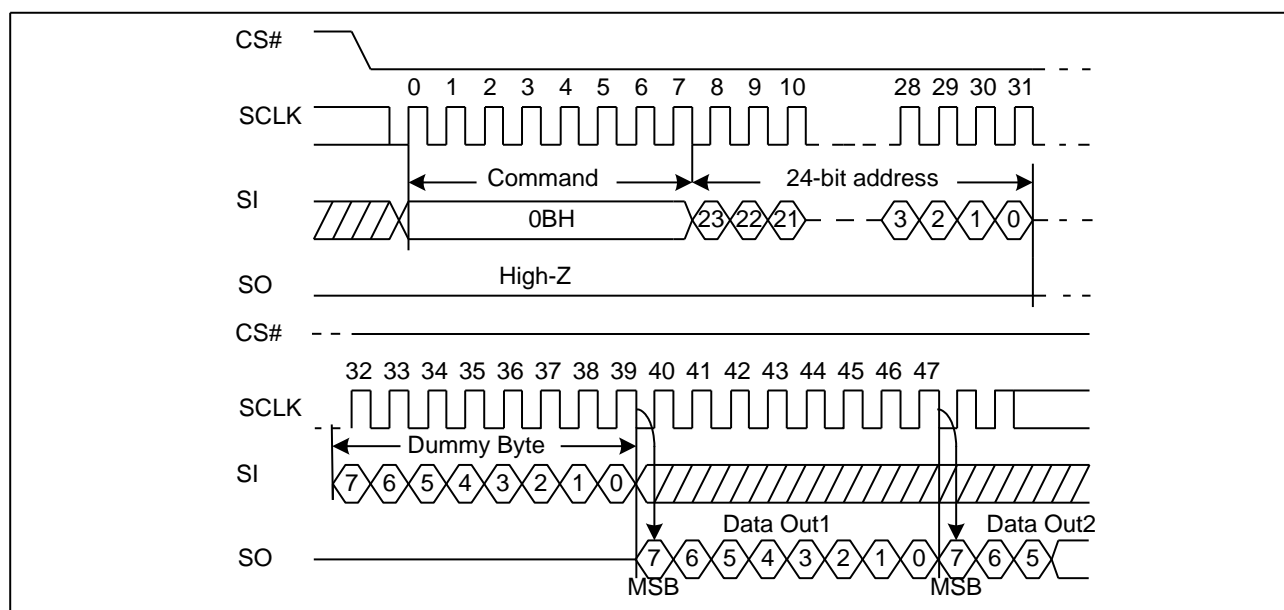 CS#
0 1 2 3 4 5 6 7 8 9 10 28 29 30 31
SCLK
Command 24-bit address
SI
0BH 23 22 21 3 2 1 0
High-Z
SO
CS#
32 33 34 35 36 37 38 39 40 41 42 43 44 45 46 47
SCLK
Dummy Byte
SI 7 6 5 4 3 2 1 0
Data Out1 Data Out2
SO 7 6 5 4 3 2 1 0 7 6 5
MSB MSB